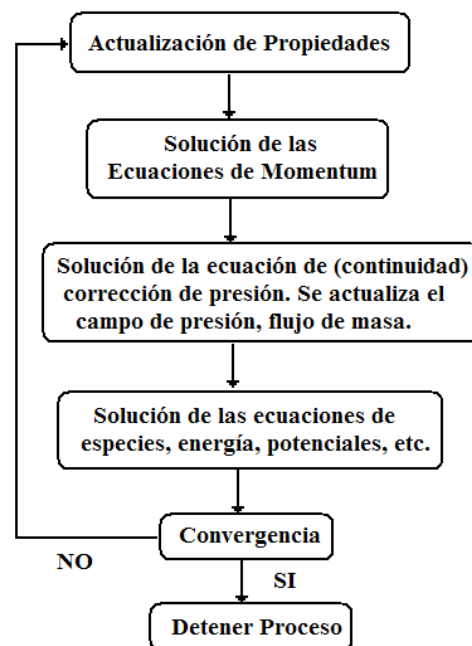 Actualización de Propiedades
Solución de las
Ecuaciones de Momentum
Solución de la ecuación de (continuidad)
corrección de presión. Se actualiza el
campo de presión, flujo de masa.
Solución de las ecuaciones de
especies, energía, potenciales, etc.
Convergencia
NO
SI
Detener Proceso